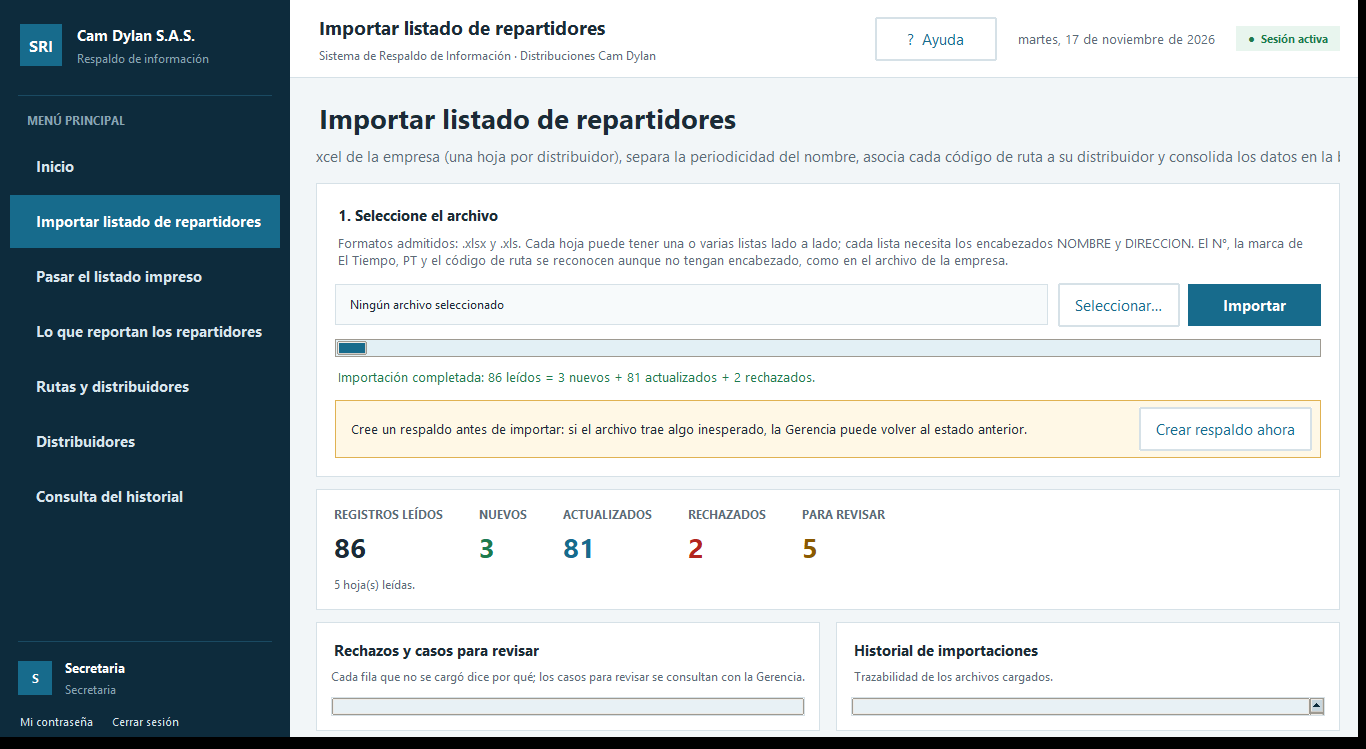 SRI
Cam Dylan S.A.S.
Respaldo de información
MENÚ PRINCIPAL
Inicio
Importar listado de repartidores
Pasar el listado impreso
Lo que reportan los repartidores
Rutas y distribuidores
Distribuidores
Consulta del historial
S
Secretaria
Secretaria
Mi contraseña Cerrar sesión
Importar listado de repartidores
Sistema de Respaldo de Información · Distribuciones Cam Dylan
? Ayuda
martes, 17 de noviembre de 2026
● Sesión activa
Importar listado de repartidores
xcel de la empresa (una hoja por distribuidor), separa la periodicidad del nombre, asocia cada código de ruta a su distribuidor y consolida los datos en la
1. Seleccione el archivo
Formatos admitidos: .xlsx y .xls. Cada hoja puede tener una o varias listas lado a lado; cada lista necesita los encabezados NOMBRE y DIRECCION. El N°, la marca de
El Tiempo, PT y el código de ruta se reconocen aunque no tengan encabezado, como en el archivo de la empresa.
Ningún archivo seleccionado
Seleccionar...
Importar
Importación completada: 86 leídos = 3 nuevos + 81 actualizados + 2 rechazados.
Cree un respaldo antes de importar: si el archivo trae algo inesperado, la Gerencia puede volver al estado anterior.
Crear respaldo ahora
REGISTROS LEÍDOS NUEVOS ACTUALIZADOS RECHAZADOS PARA REVISAR
86 3 81 2 5
5 hoja(s) leídas.
Rechazos y casos para revisar
Cada fila que no se cargó dice por qué; los casos para revisar se consultan con la Gerencia.
Historial de importaciones
Trazabilidad de los archivos cargados.